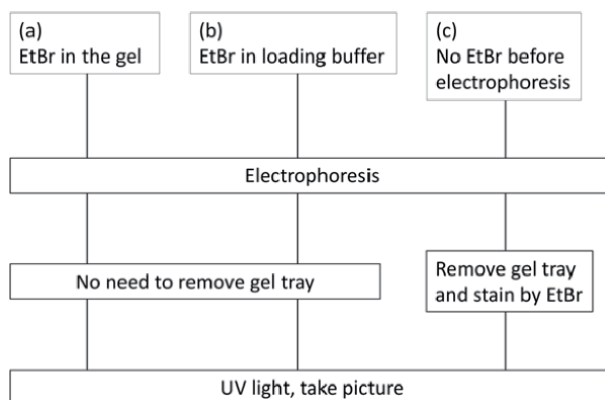 (a)
EtBr in the gel
(b)
EtBr in loading buffer
(c)
No EtBr before
electrophoresis
Electrophoresis
No need to remove gel tray
Remove gel tray
and stain by EtBr
UV light, take picture